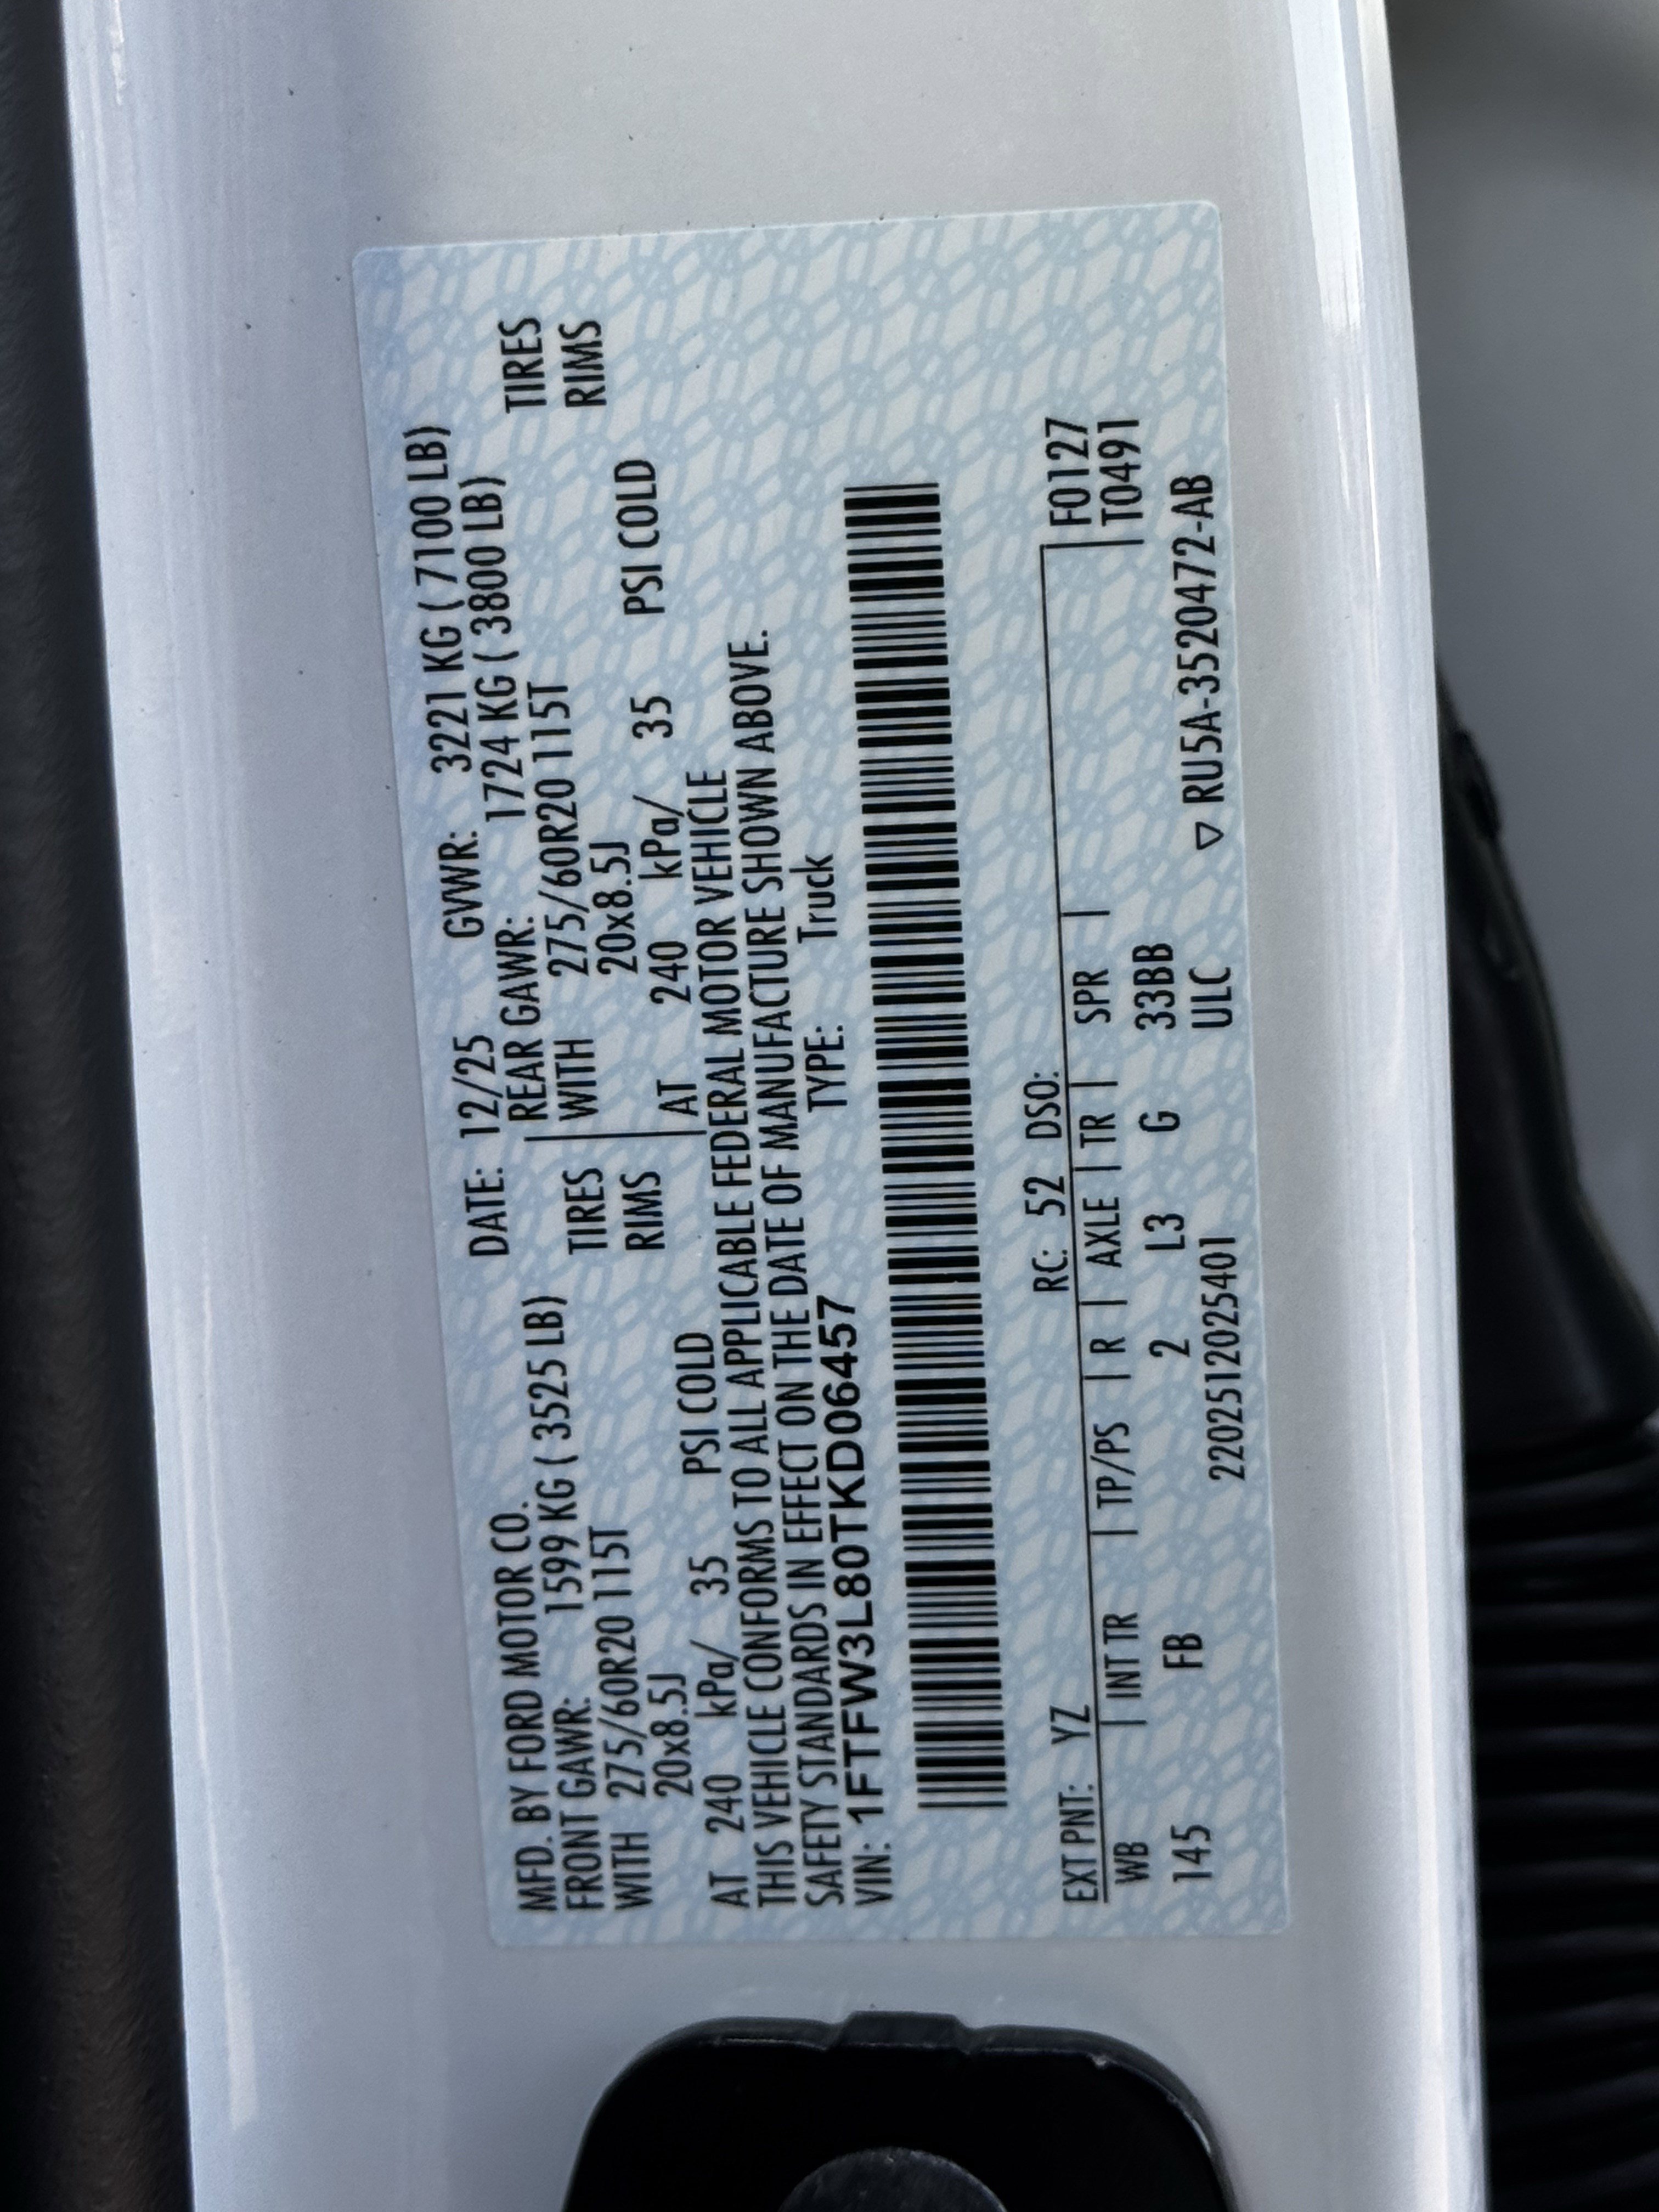 MFD. BY FORD MOTOR CO. DATE: 12/25 GVWR: 3221 KG ( 7100 LB)
FRONT GAWR: 1599 KG ( 3525 LB) REAR GAWR: 1724 KG ( 3800 LB)
WITH 275/60R20 115T TIRES WITH 275/60R20 115T TIRES
20x8.5J RIMS 20x8.5J RIMS
AT 240 kPa/ 35 PSI COLD AT 240 kPa/ 35 PSI COLD
THIS VEHICLE CONFORMS TO ALL APPLICABLE FEDERAL MOTOR VEHICLE
SAFETY STANDARDS IN EFFECT ON THE DATE OF MANUFACTURE SHOWN ABOVE.
VIN: 1FTFW3L80TKD06457 TYPE: Truck
EXT PNT: YZ RC: 52 DSO: F0127
WB | INT TR | TP/PS | R | AXLE | TR | SPR | T0491
145 FB 2 L3 G 33BB
2202512025401 ULC ▽ RU5A-3520472-AB